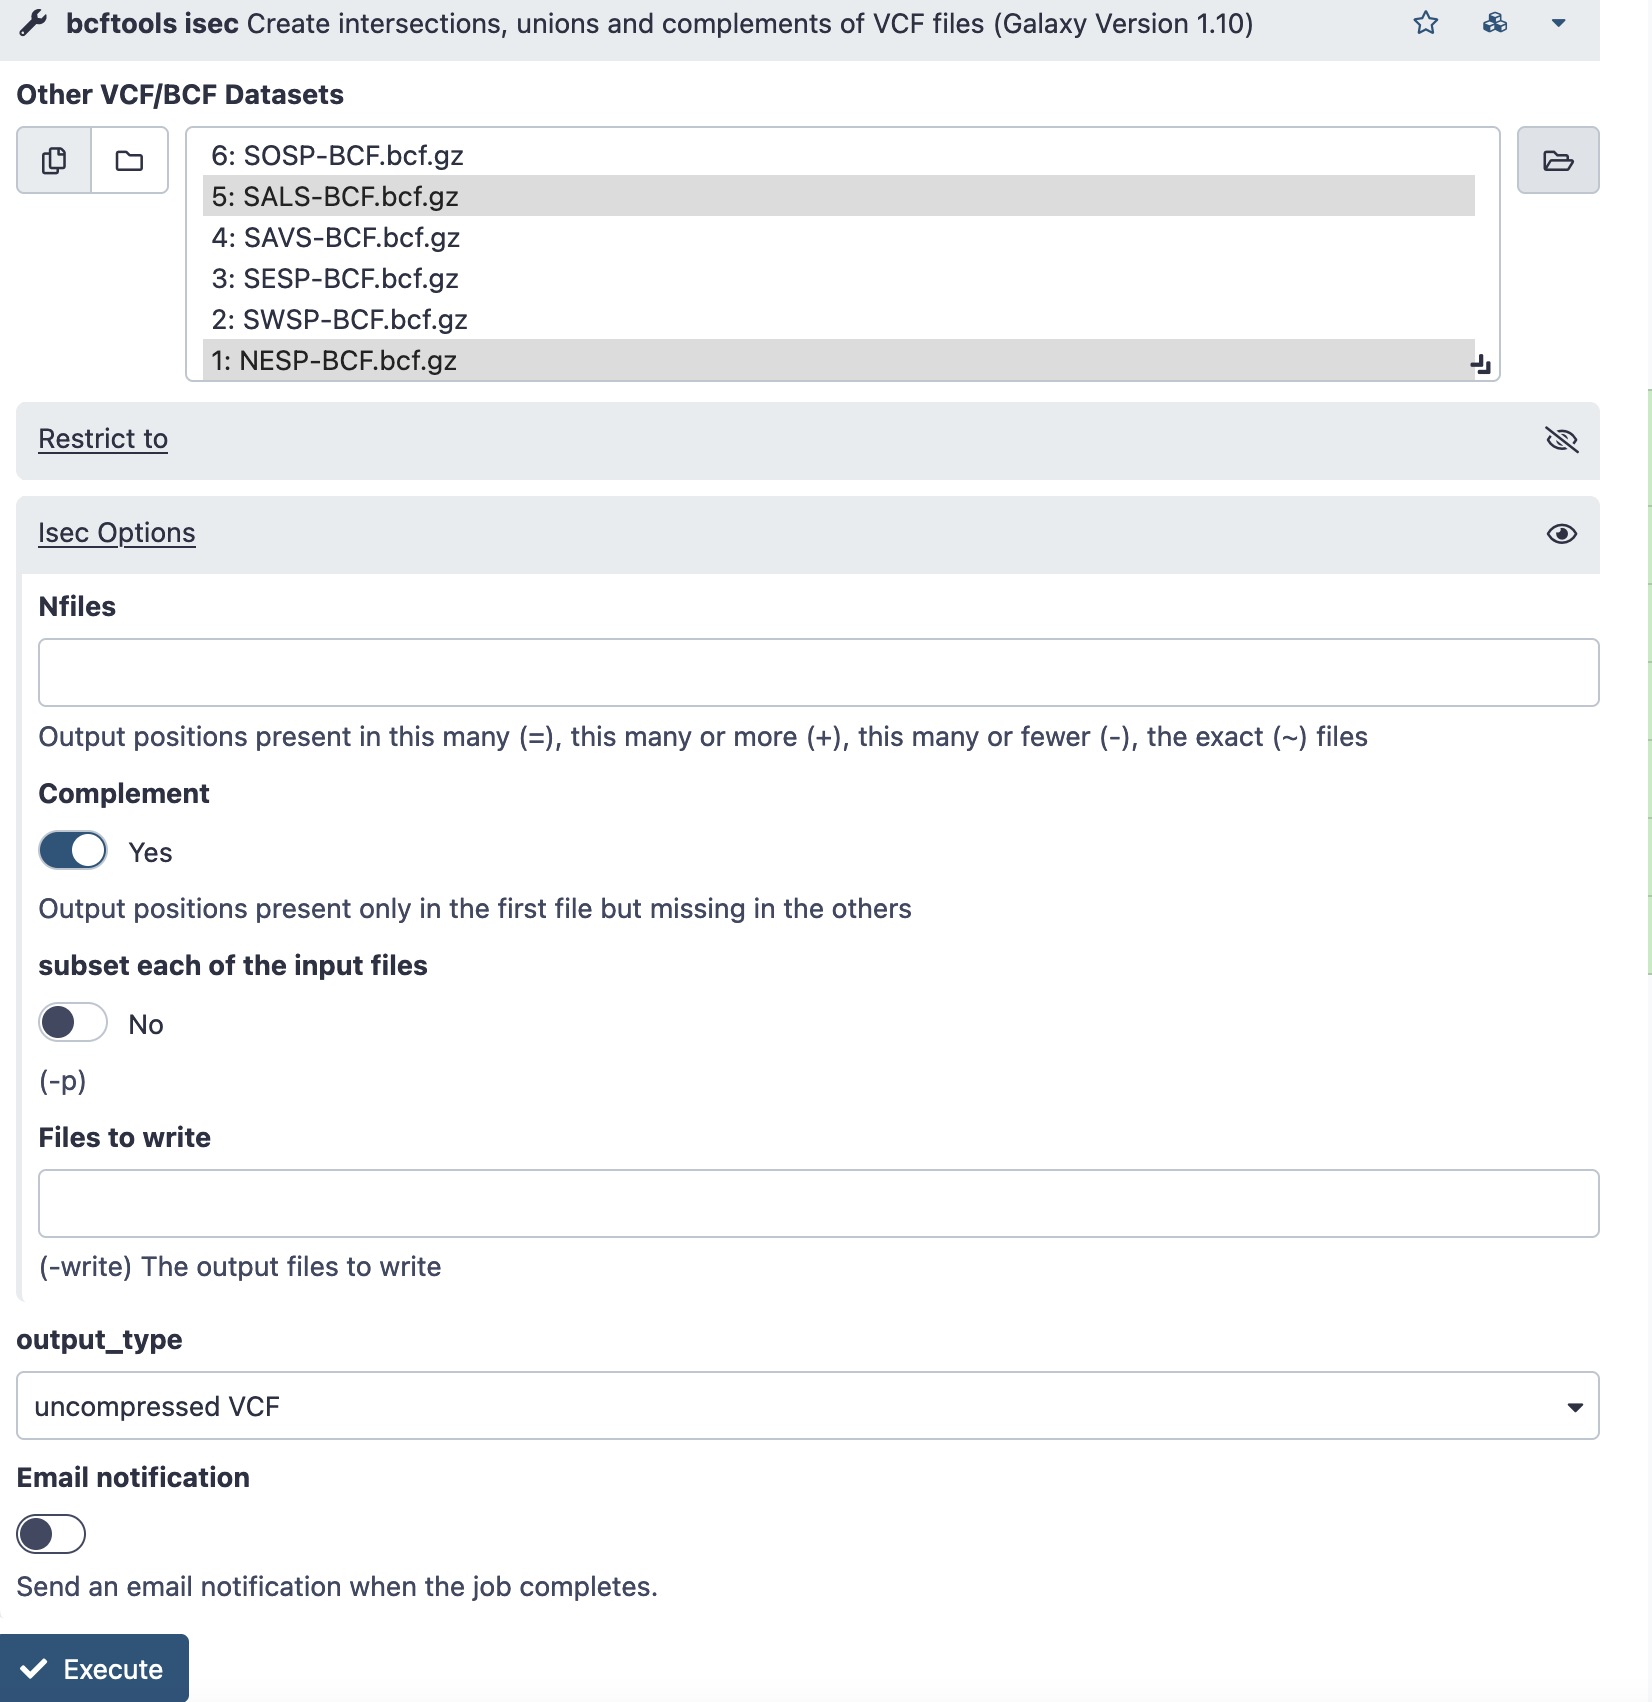 bcftools isec Create intersections, unions and complements of VCF files (Galaxy Version 1.10)
Other VCF/BCF Datasets
6: SOSP-BCF.bcf.gz
5: SALS-BCF.bcf.gz
4: SAVS-BCF.bcf.gz
3: SESP-BCF.bcf.gz
2: SWSP-BCF.bcf.gz
1: NESP-BCF.bcf.gz
Restrict to
Isec Options
Nfiles
Output positions present in this many (=), this many or more (+), this many or fewer (-), the exact (~) files
Complement
Yes
Output positions present only in the first file but missing in the others
subset each of the input files
No
(-p)
Files to write
(-write) The output files to write
output_type
uncompressed VCF
Email notification
Send an email notification when the job completes.
Execute